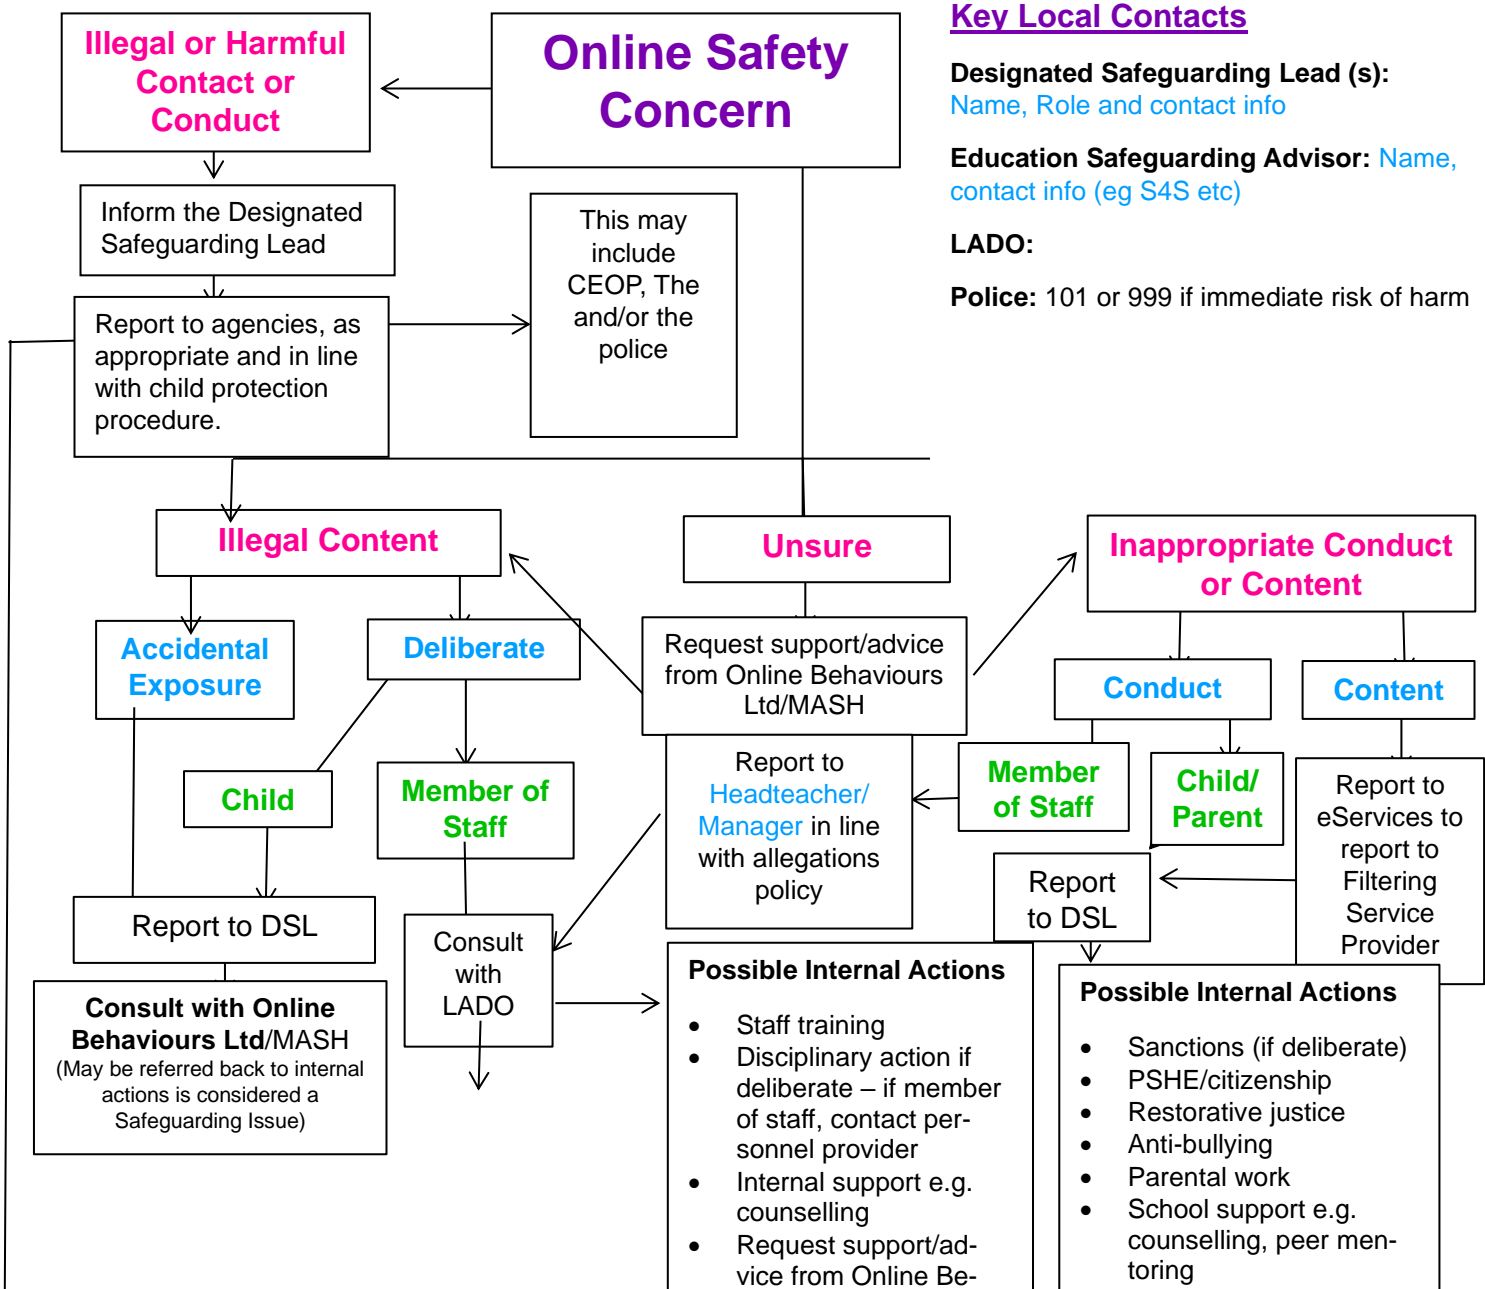 Illegal or Harmful
Contact or
Conduct
Online Safety
Concern
Key Local Contacts
Designated Safeguarding Lead (s):
Name, Role and contact info
Education Safeguarding Advisor: Name,
contact info (eg S4S etc)
LADO:
Police: 101 or 999 if immediate risk of harm
Inform the Designated
Safeguarding Lead
This may
include
CEOP, The
and/or the
police
Report to agencies, as
appropriate and in line
with child protection
procedure.
Illegal Content
Unsure
Inappropriate Conduct
or Content
Accidental
Exposure
Deliberate
Request support/advice
from Online Behaviours
Ltd/MASH
Conduct
Content
Child
Member of
Staff
Report to
Headteacher/
Manager in line
with allegations
policy
Member
of Staff
Child/
Parent
Report to
eServices to
report to
Filtering
Service
Provider
Report to DSL
Consult
with
LADO
Report
to DSL
Consult with Online
Behaviours Ltd/MASH
(May be referred back to internal
actions is considered a
Safeguarding Issue)
Possible Internal Actions
• Staff training
• Disciplinary action if
deliberate – if member
of staff, contact per-
sonnel provider
• Internal support e.g.
counselling
• Request support/ad-
vice from Online Be-
Possible Internal Actions
• Sanctions (if deliberate)
• PSHE/citizenship
• Restorative justice
• Anti-bullying
• Parental work
• School support e.g.
counselling, peer men-
toring